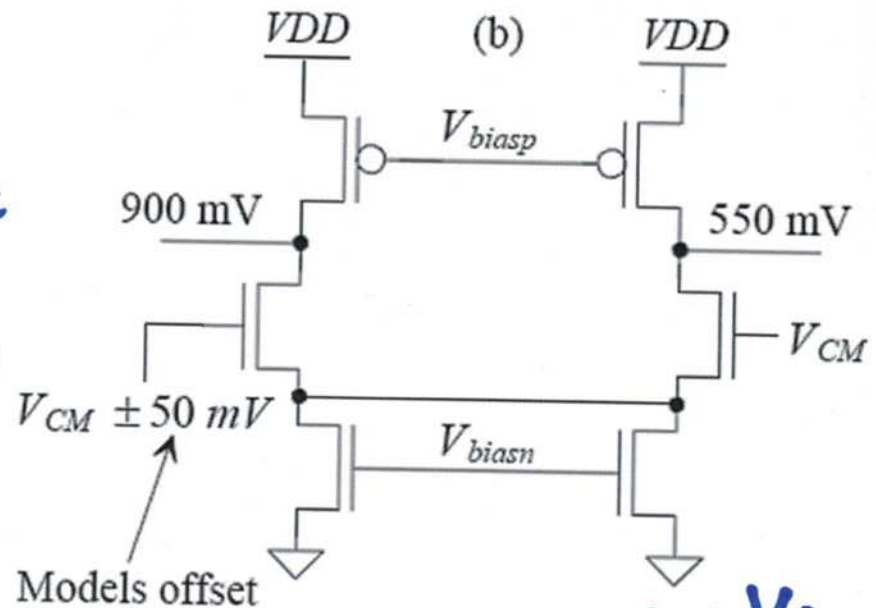 VDD (b) VDD
V_biasp
900 mV 550 mV
V_CM
V_CM ± 50 mV
V_biasn
Models offset